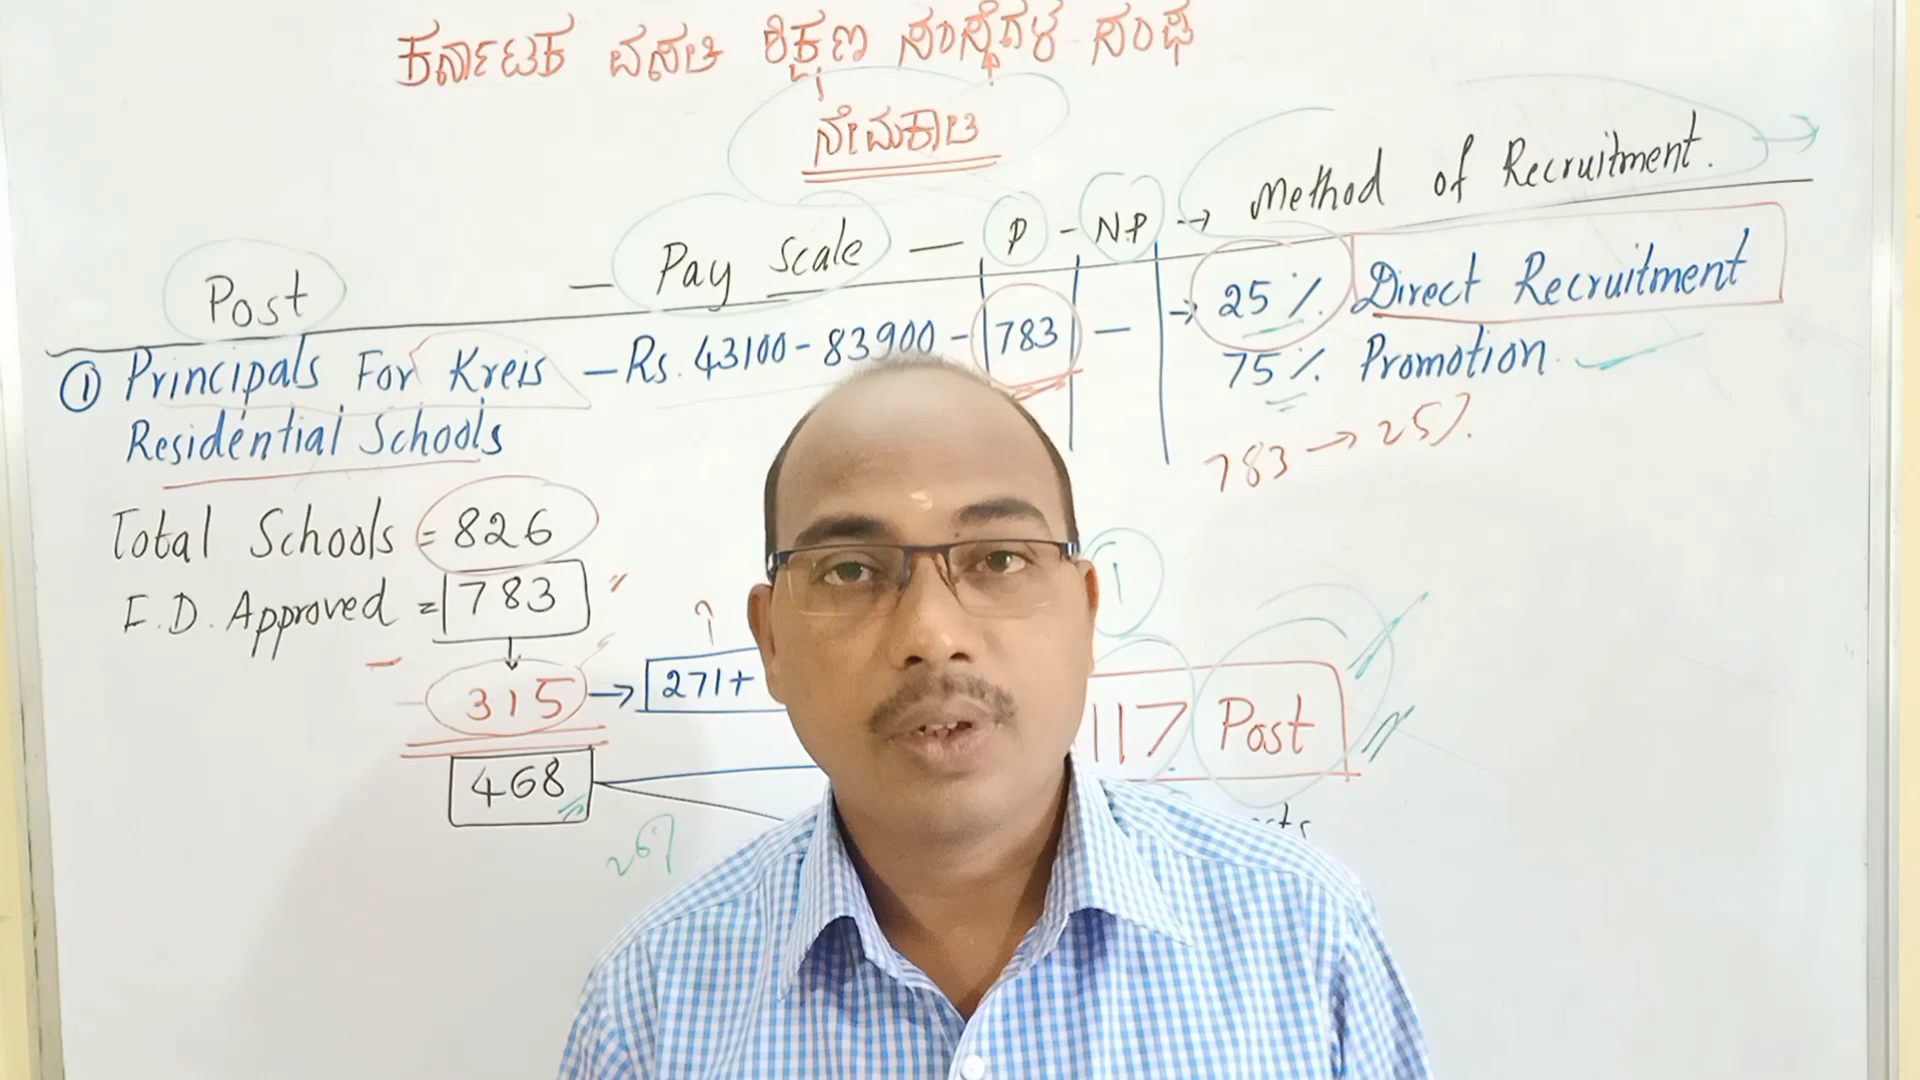 ಕರ್ನಾಟಕ ವಸತಿ ಶಿಕ್ಷಣ ಸಂಸ್ಥೆಗಳ ಸಂಘ
ನೇಮಕಾತಿ
Post — Pay Scale — P - N.P → Method of Recruitment.
① Principals For Kreis — Rs. 43100 - 83900 - 783 — → 25 % Direct Recruitment
Residential Schools
75 % Promotion
783 → 25 %
Total Schools = 826
F.D. Approved = 783
1
- 315 → 271+
117 Post
468